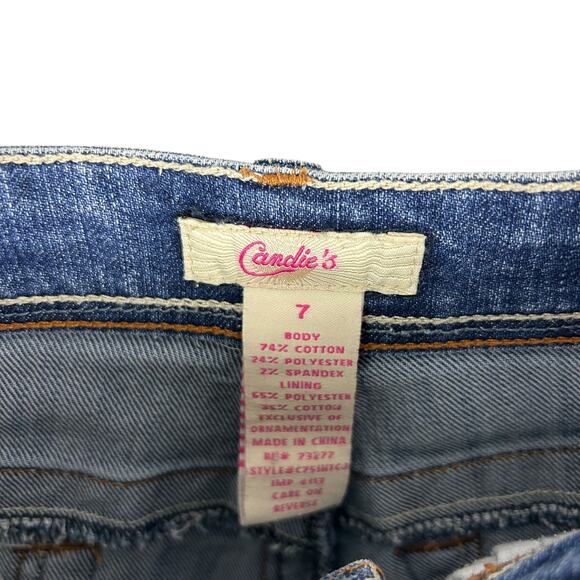 Candie's
7
BODY
74% COTTON
24% POLYESTER
2% SPANDEX
LINING
65% POLYESTER
35% COTTON
EXCLUSIVE OF
ORNAMENTATION
MADE IN CHINA
RN# 73277
CARE ON
REVERSE